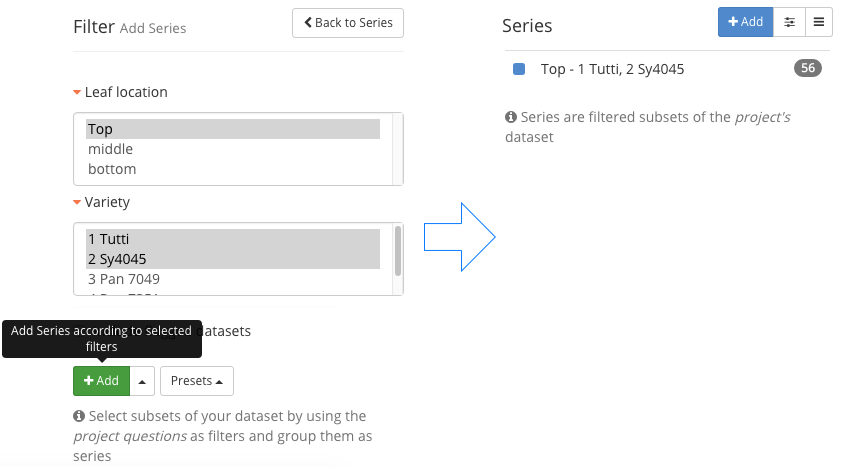 Filter Add Series
Back to Series
Leaf location
Top
middle
bottom
Variety
1 Tutti
2 Sy4045
3 Pan 7049
datasets
Add Series according to selected
filters
Add
Presets
Select subsets of your dataset by using the
project questions as filters and group them as
series
Series
Add
Top - 1 Tutti, 2 Sy4045
56
Series are filtered subsets of the project's
dataset